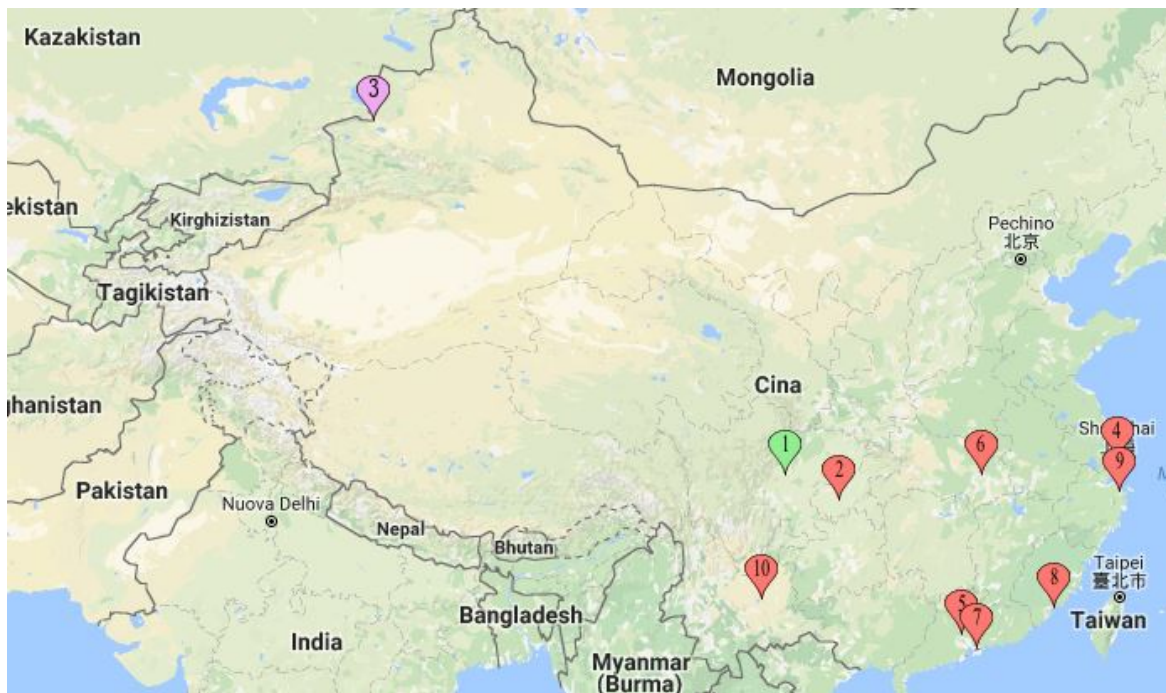 Kazakistan
Mongolia
3
ekistan
Kirghizistan
Pechino
北京
Tagikistan
Cina
ghanistan
4
1
6
2
9
Pakistan
Nuova Delhi
Nepal
Bhutan
10
8
Taipei
臺北市
5
7
Bangladesh
Taiwan
India
Myanmar
(Burma)